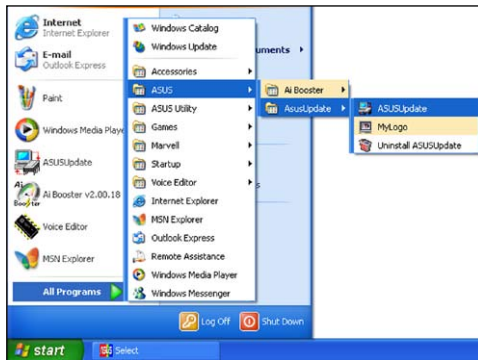 Internet
Internet Explorer
E-mail
Outlook Express
Paint
Windows Media Playe
ASUSUpdate
Ai Booster v2.00.18
Voice Editor
MSN Explorer
All Programs
Windows Catalog
Windows Update
Accessories
ASUS
ASUS Utility
Games
Marvell
Startup
Voice Editor
Internet Explorer
MSN Explorer
Outlook Express
Remote Assistance
Windows Media Player
Windows Messenger
uments
s
Ai Booster
AsusUpdate
ASUSUpdate
MyLogo
Uninstall ASUSUpdate
Log Off
Shut Down
start
Select